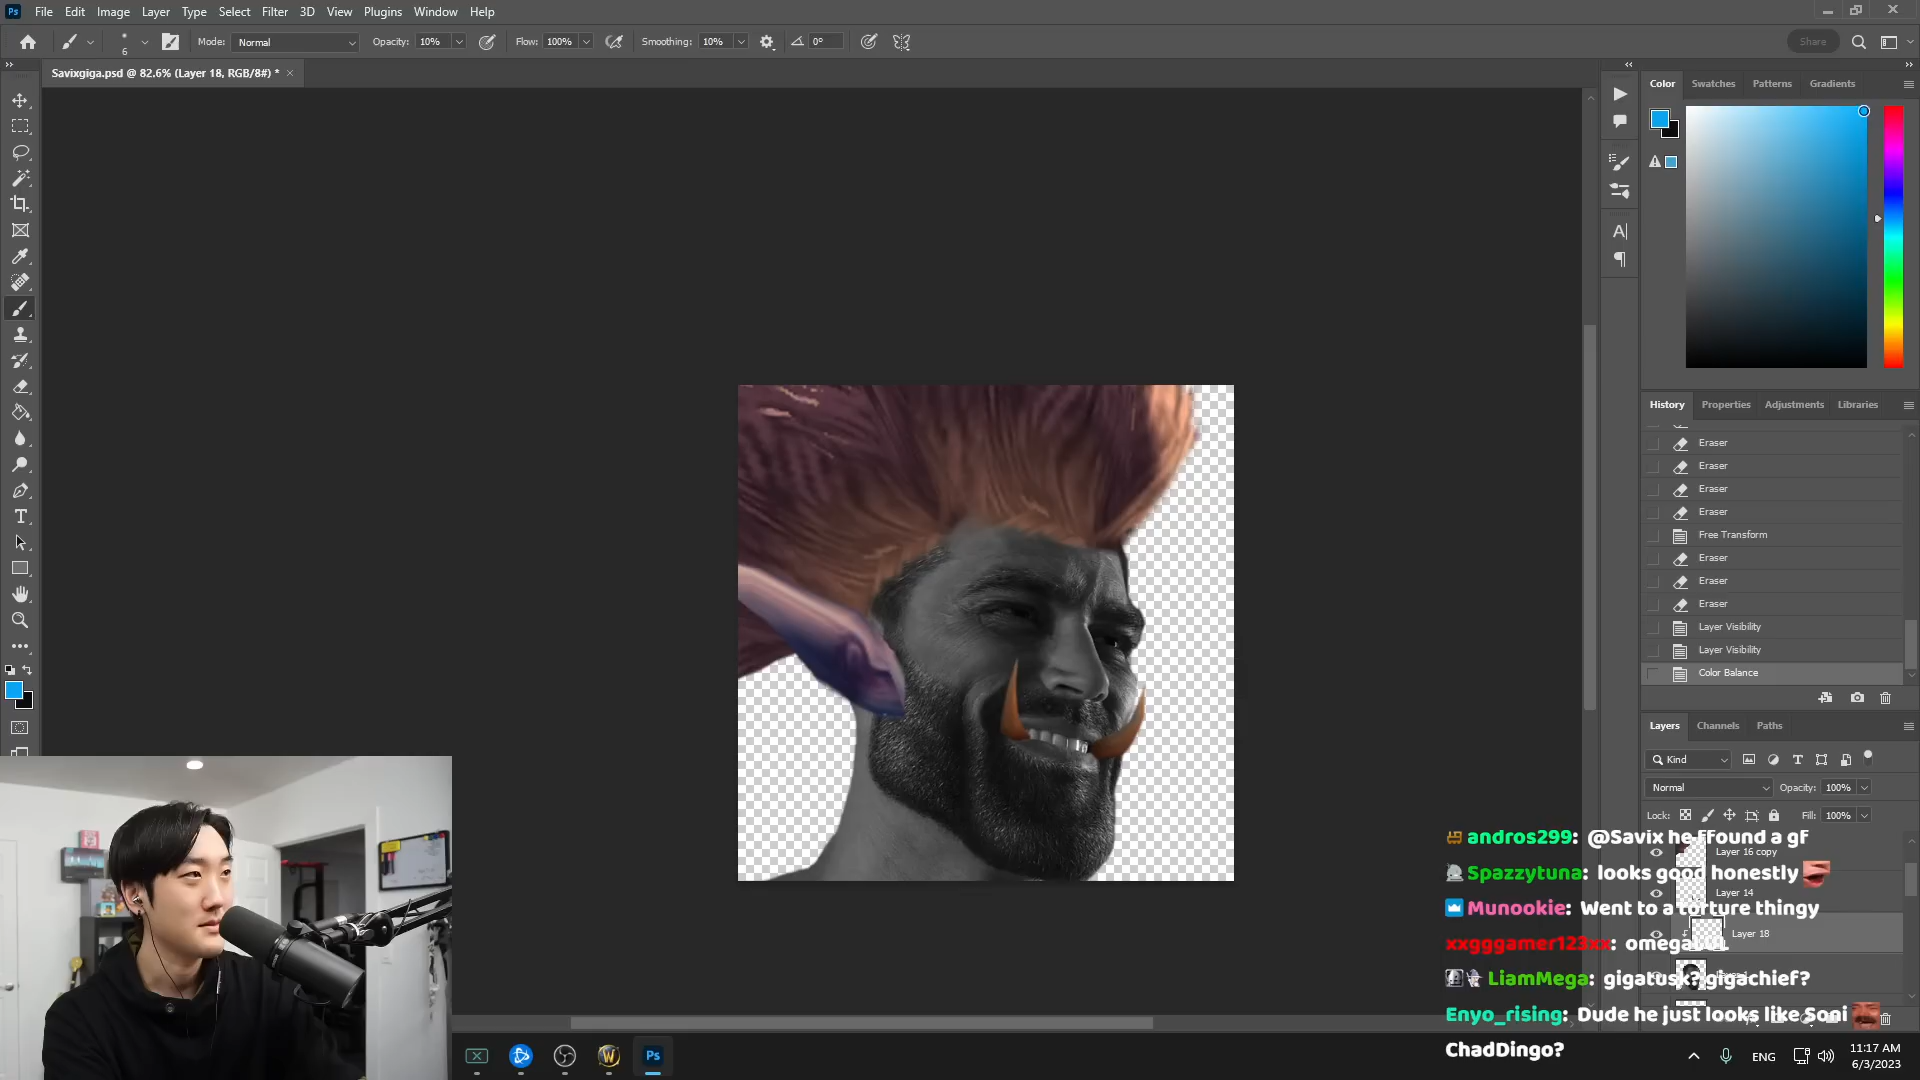 Ps File Edit Image Layer Type Select Filter 3D View Plugins Window Help
6 Mode: Normal Opacity: 10% Flow: 100% Smoothing: 10% 0° Share
Savixgiga.psd @ 82.6% (Layer 18, RGB/8#) *
Color Swatches Patterns Gradients
History Properties Adjustments Libraries
Eraser
Eraser
Eraser
Eraser
Free Transform
Eraser
Eraser
Eraser
Layer Visibility
Layer Visibility
Color Balance
Layers Channels Paths
Kind
Normal Opacity: 100%
Lock: Fill: 100%
Layer 16 copy
Layer 14
Layer 18
andros299: @Savix he ffound a gf
Spazzytuna: looks good honestly
Munookie: Went to a torture thingy
xxgggamer123xx: omegaLUL
LiamMega: gigatusk? gigachief?
Enyo_rising: Dude he just looks like Soni
ChadDingo?
Ps
ENG
11:17 AM
6/3/2023